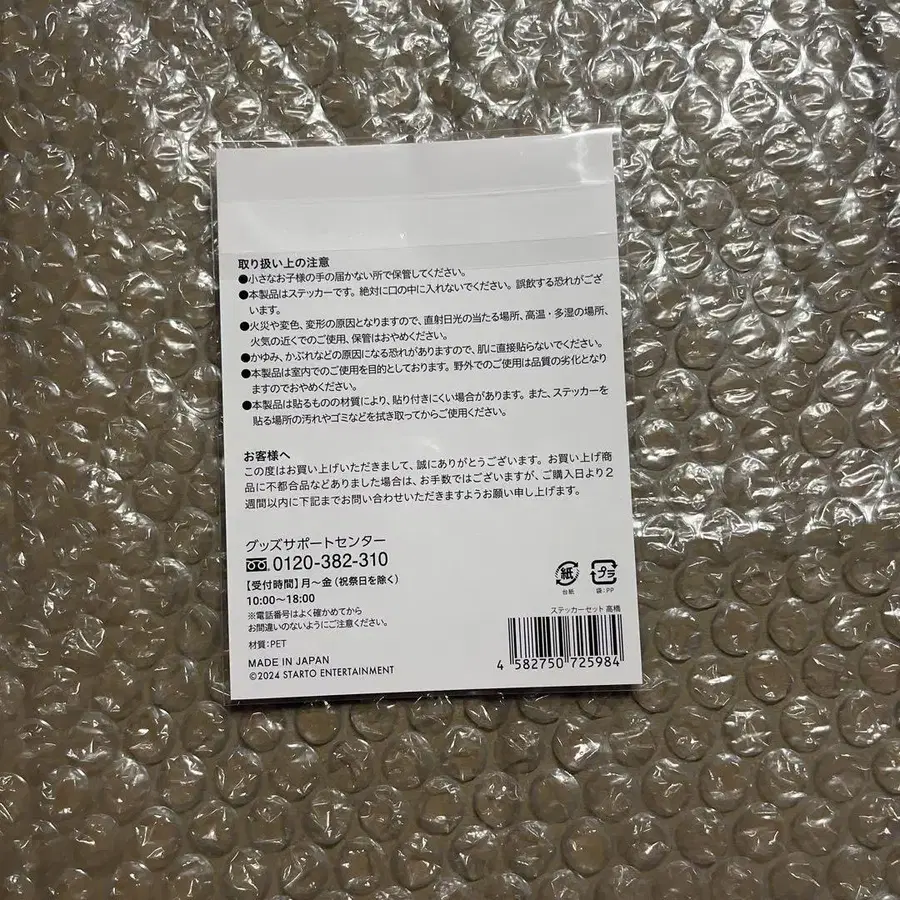 取り扱い上の注意
●小さなお子様の手の届かない所で保管してください。
●本製品はステッカーです。絶対に口の中に入れないでください。誤飲する恐れがござ
います。
●火災や変色、変形の原因となりますので、直射日光の当たる場所、高温・多湿の場所、
火気の近くでのご使用、保管はおやめください。
●かゆみ、かぶれなどの原因になる恐れがありますので、肌に直接貼らないでください。
●本製品は室内でのご使用を目的としております。野外でのご使用は品質の劣化となり
ますのでおやめください。
●本製品は貼るものの材質により、貼り付きにくい場合があります。また、ステッカーを
貼る場所の汚れやゴミなどを拭き取ってからご使用ください。
お客様へ
この度はお買い上げいただきまして、誠にありがとうございます。お買い上げ商
品に不都合品などありました場合は、お手数ではございますが、ご購入日より2
週間以内に下記までお問い合わせいただきますようお願い申し上げます。
グッズサポートセンター
0120-382-310
【受付時間】月〜金(祝祭日を除く)
10:00〜18:00
※電話番号はよく確かめてから
お間違いのないようにご注意ください。
材質:PET
MADE IN JAPAN
©2024 STARTO ENTERTAINMENT
紙
台紙
プラ
袋:PP
ステッカーセット 高橋
4 582750 725984